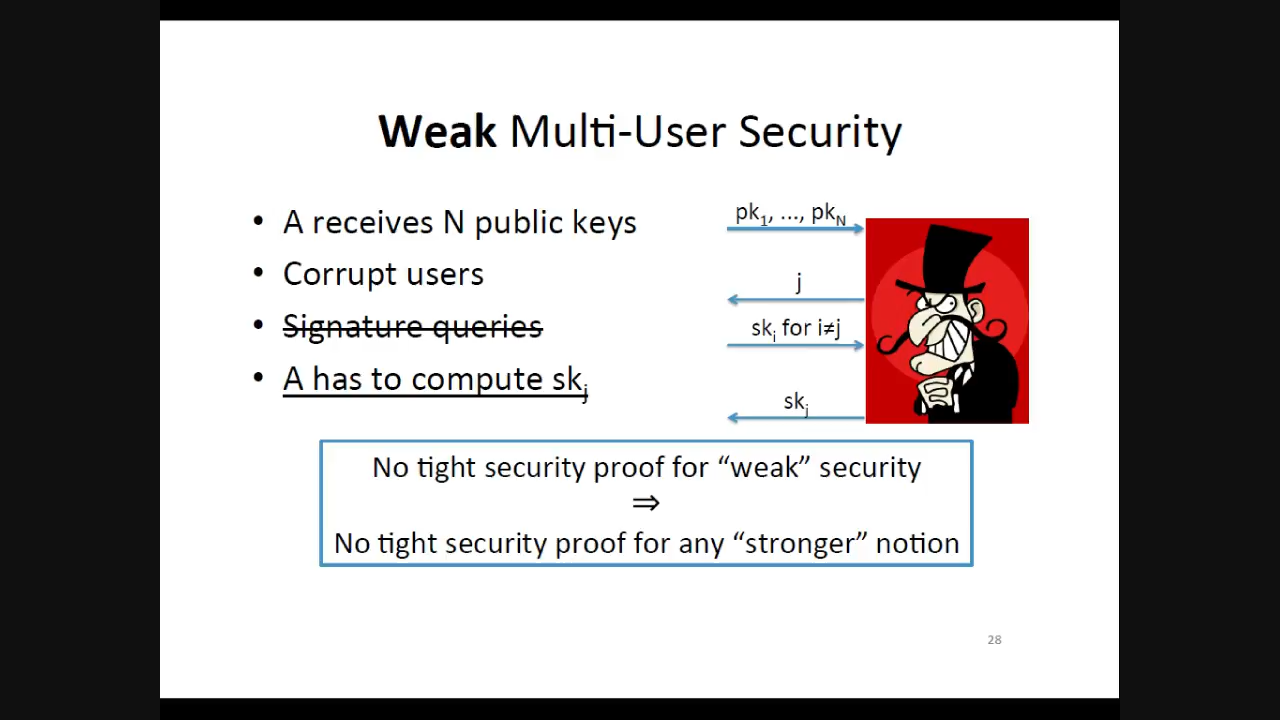 Weak Multi-User Security
• A receives N public keys
• Corrupt users
• Signature queries
• A has to compute skj
pk1, ..., pkN
j
ski for i≠j
skj
No tight security proof for “weak” security
⇒
No tight security proof for any “stronger” notion
28